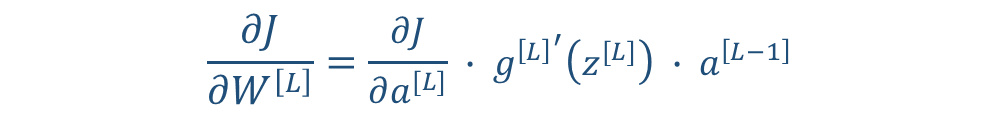 ∂J/∂W^[L] = ∂J/∂a^[L] · g^[L]′(z^[L]) · a^[L−1]